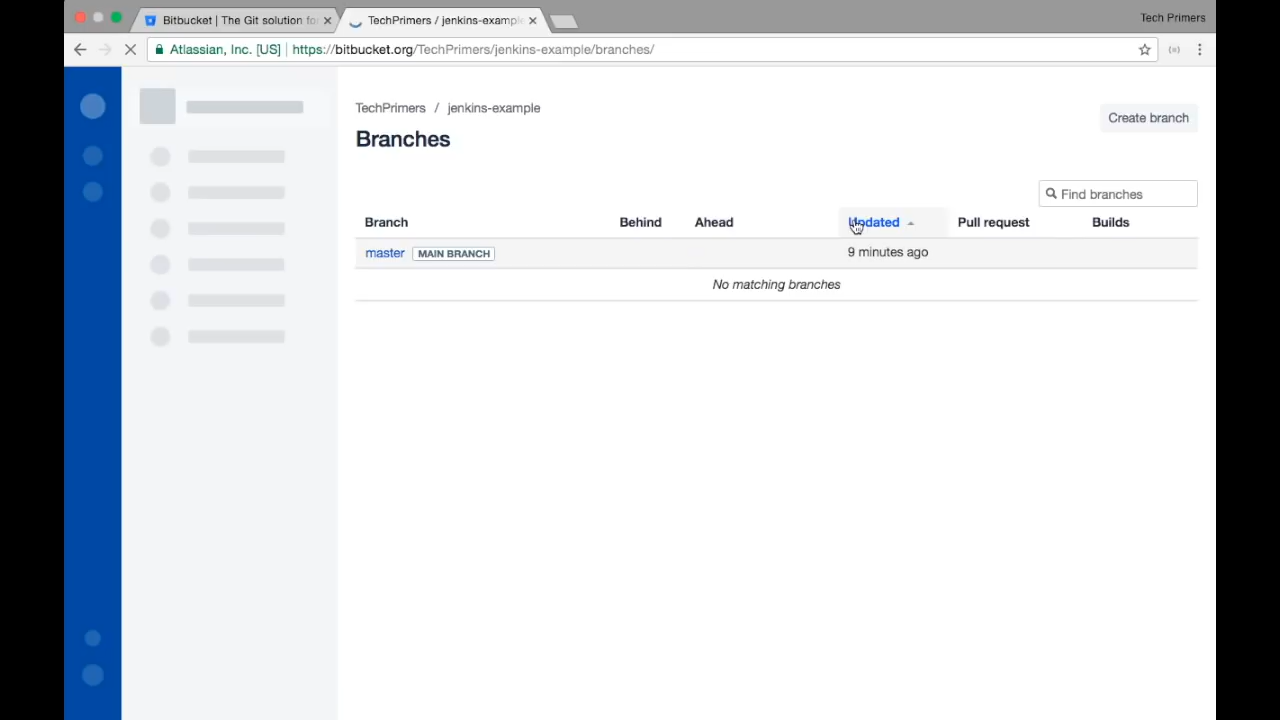 Bitbucket | The Git solution fo
TechPrimers / jenkins-example
Tech Primers
Atlassian, Inc. [US]
https://bitbucket.org/TechPrimers/jenkins-example/branches/
TechPrimers / jenkins-example
Create branch
Branches
Find branches
Branch Behind Ahead Updated Pull request Builds
master MAIN BRANCH 9 minutes ago
No matching branches